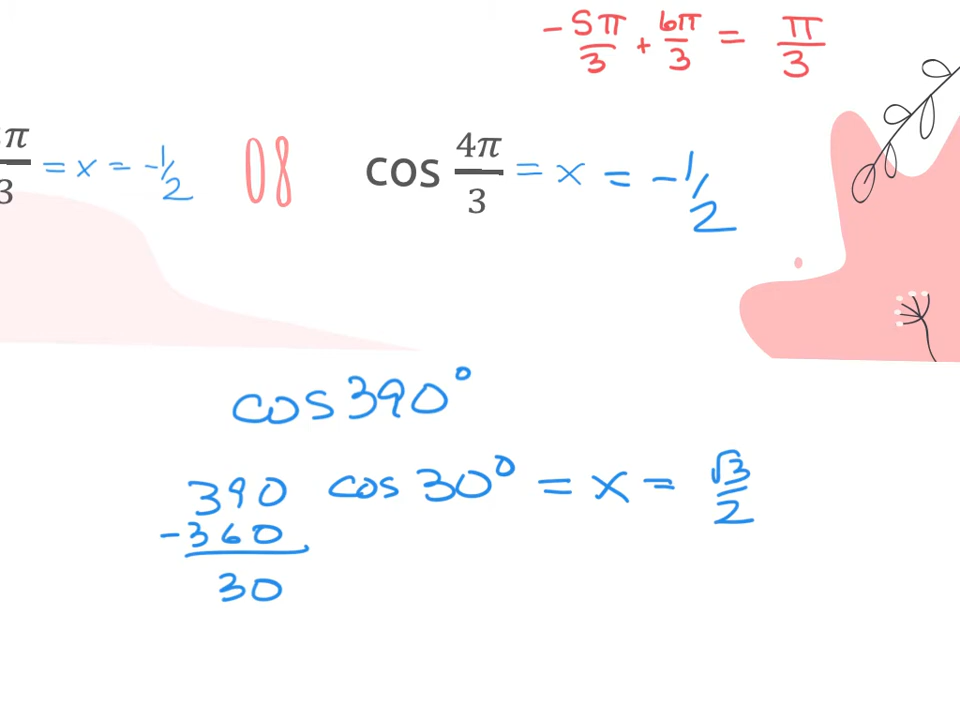 -5π/3 + 6π/3 = π/3
π/3 = x = -1/2
08 cos 4π/3 = x = -1/2
cos 390°
390 cos 30° = x = √3/2
-360
30